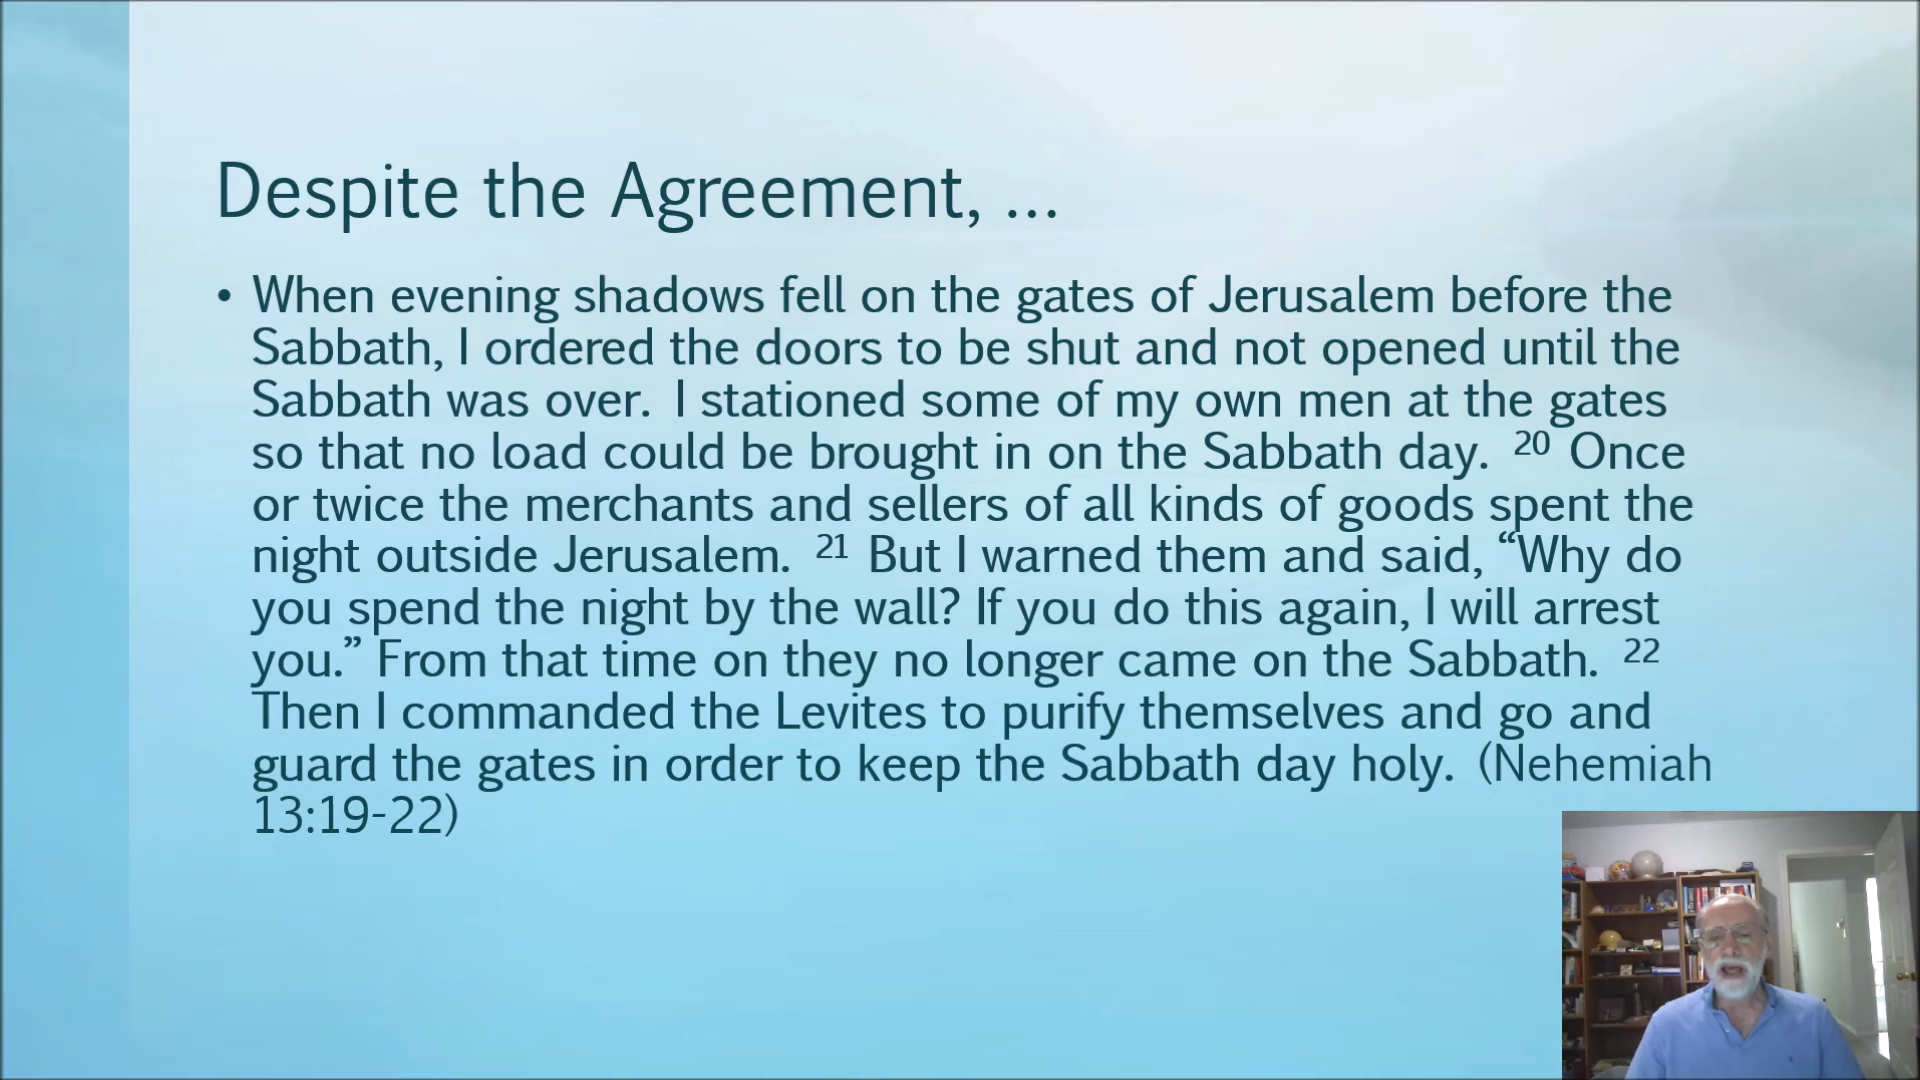 Despite the Agreement, ...
• When evening shadows fell on the gates of Jerusalem before the
Sabbath, I ordered the doors to be shut and not opened until the
Sabbath was over. I stationed some of my own men at the gates
so that no load could be brought in on the Sabbath day. 20 Once
or twice the merchants and sellers of all kinds of goods spent the
night outside Jerusalem. 21 But I warned them and said, “Why do
you spend the night by the wall? If you do this again, I will arrest
you.” From that time on they no longer came on the Sabbath. 22
Then I commanded the Levites to purify themselves and go and
guard the gates in order to keep the Sabbath day holy. (Nehemiah
13:19-22)